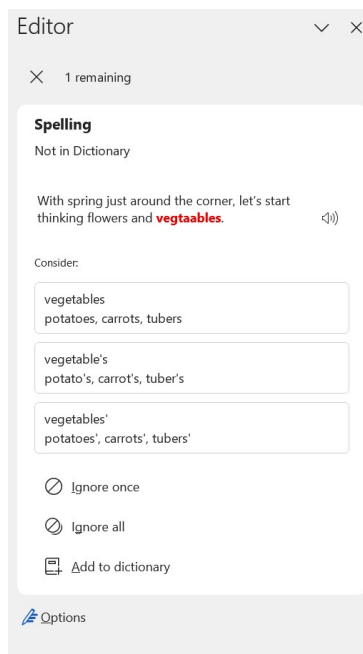 Editor
1 remaining
Spelling
Not in Dictionary
With spring just around the corner, let's start
thinking flowers and vegtaables.
Consider:
vegetables
potatoes, carrots, tubers
vegetable's
potato's, carrot's, tuber's
vegetables'
potatoes', carrots', tubers'
Ignore once
Ignore all
Add to dictionary
Options